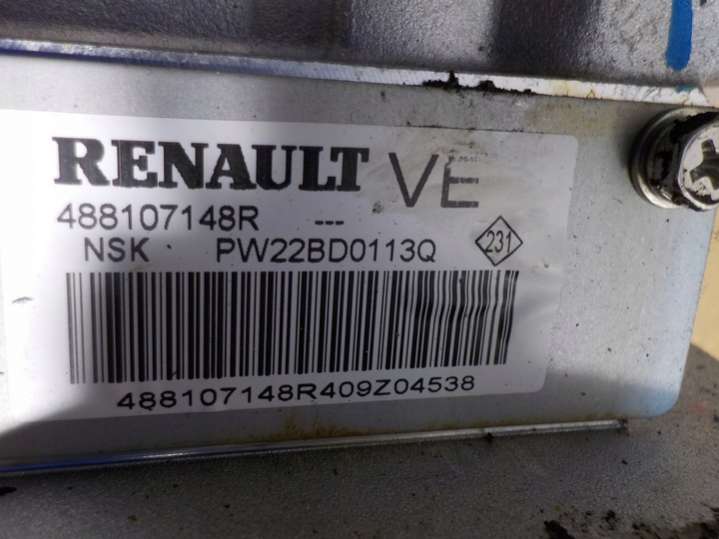 RENAULT VE
488107148R ---
NSK PW22BD0113Q 231
488107148R409Z04538